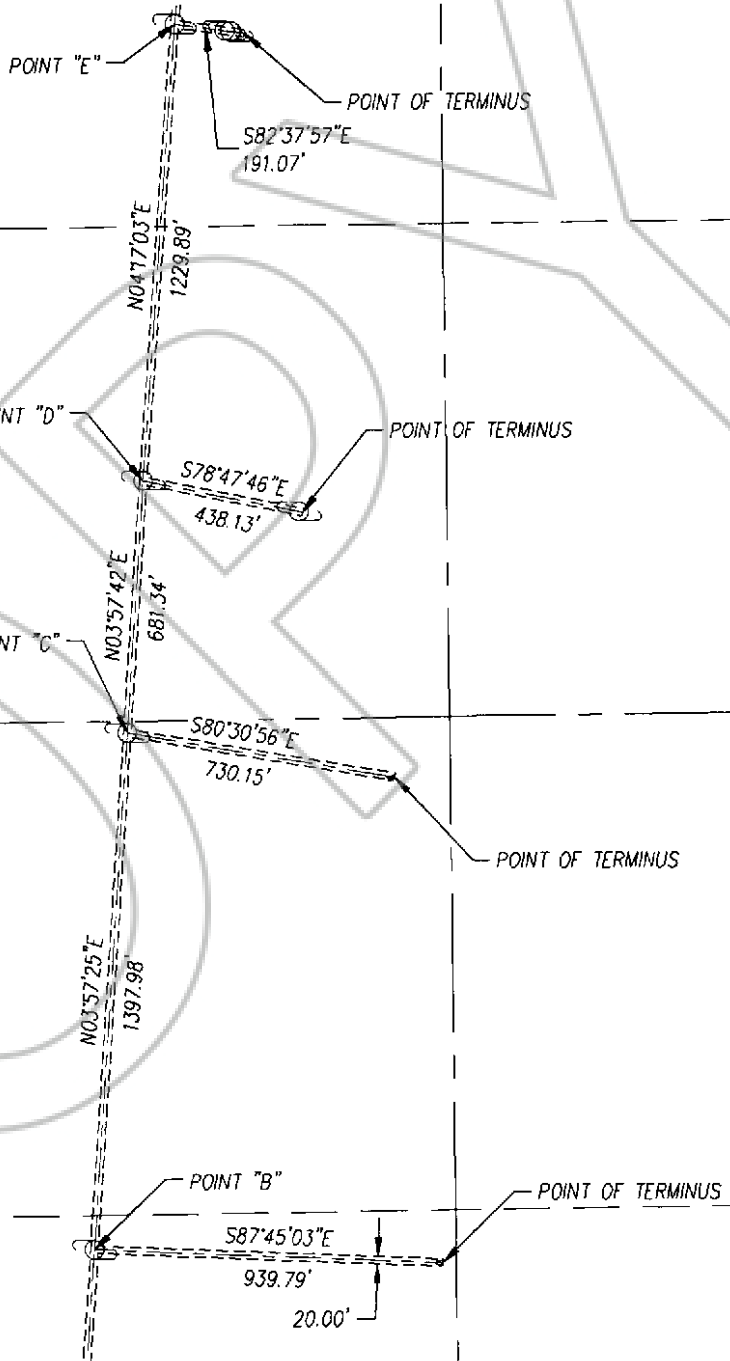 POINT "E"
POINT OF TERMINUS
S82°37'57"E
191.07'
N04°17'03"E
1229.89'
NT "D"
POINT OF TERMINUS
S78°47'46"E
438.13'
N03°57'42"E
681.34'
NT "C"
S80°30'56"E
730.15'
POINT OF TERMINUS
N03°57'25"E
1397.98'
POINT "B"
POINT OF TERMINUS
S87°45'03"E
939.79'
20.00'